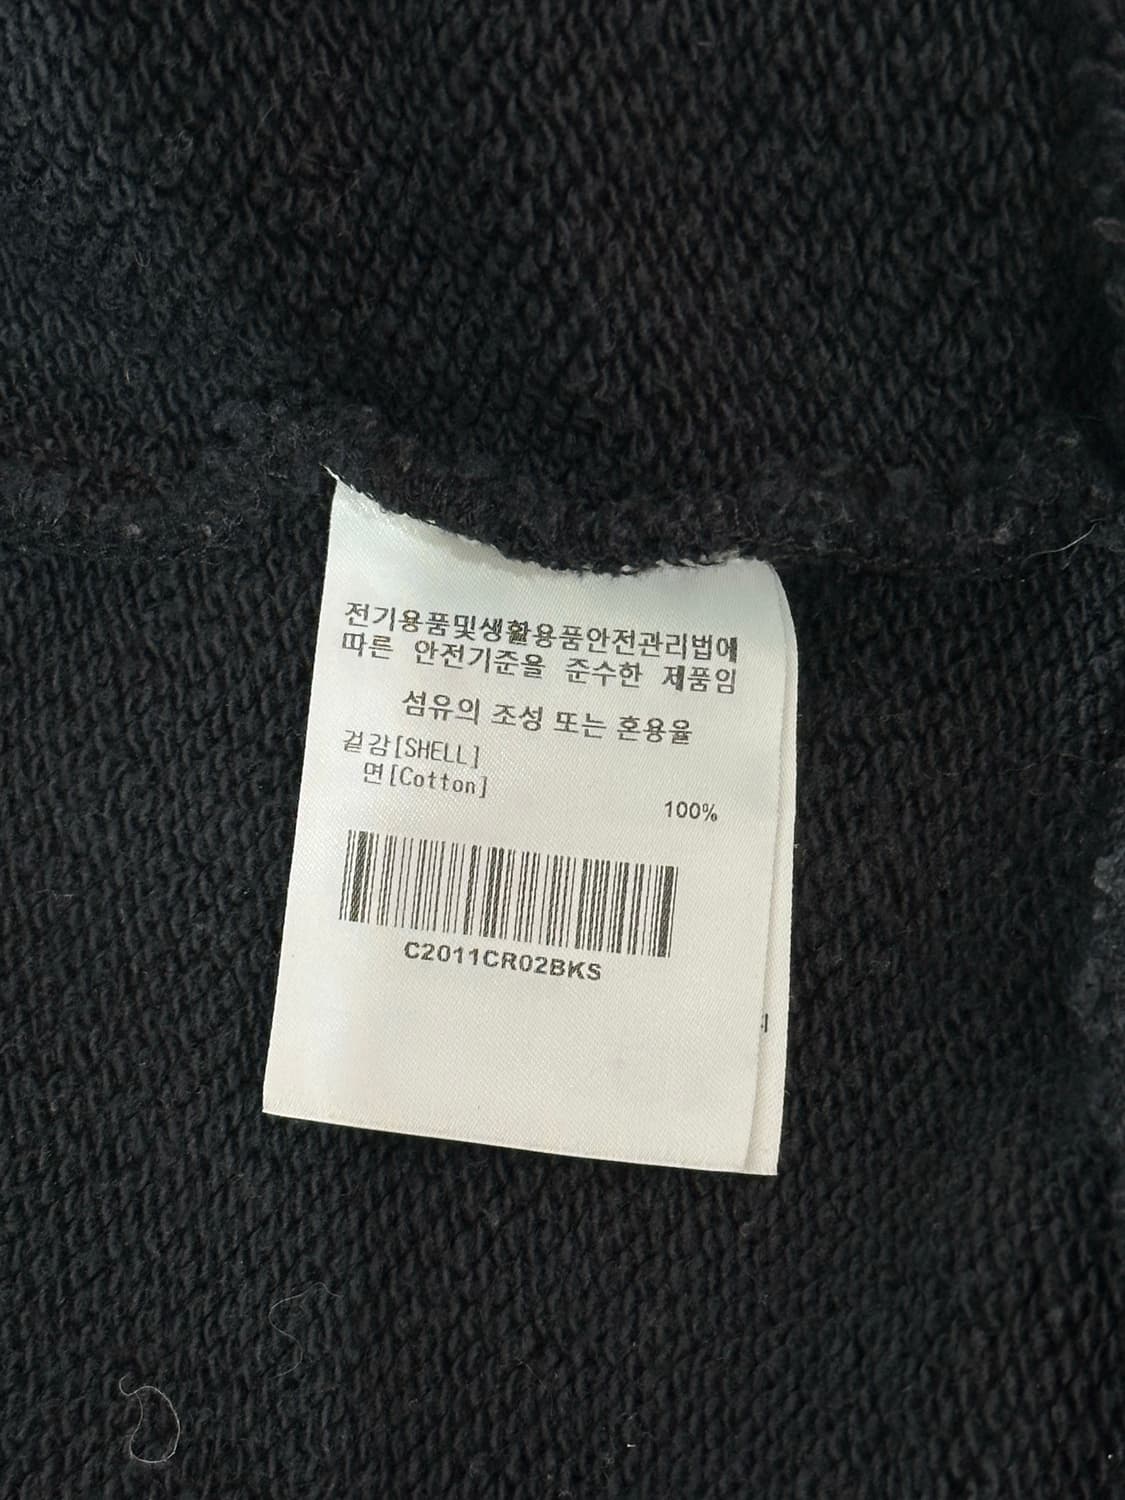 전기용품및생활용품안전관리법에
따른 안전기준을 준수한 제품임
섬유의 조성 또는 혼용율
겉감[SHELL]
면[Cotton]
100%
C2011CR02BKS